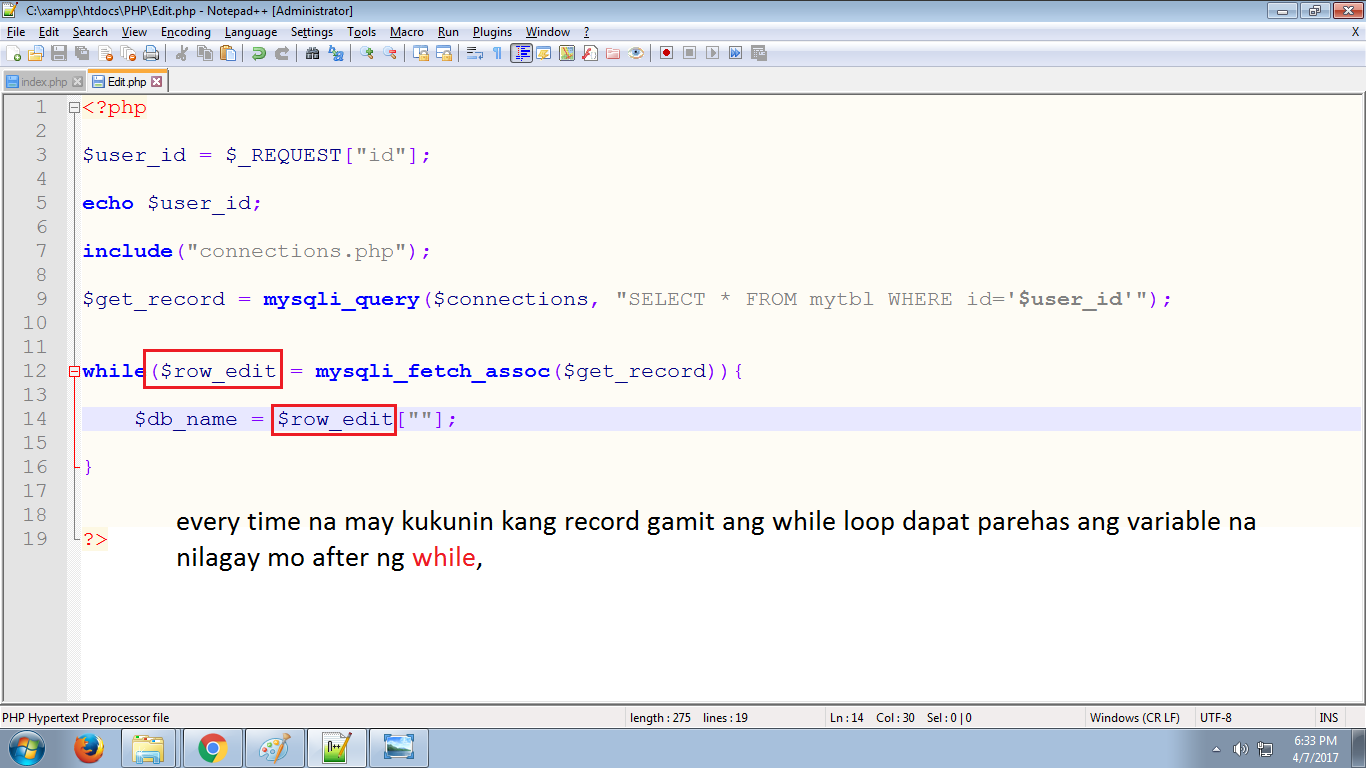 C:\xampp\htdocs\PHP\Edit.php - Notepad++ [Administrator]
File Edit Search View Encoding Language Settings Tools Macro Run Plugins Window ? X
index.php Edit.php
1 <?php
2
3 $user_id = $_REQUEST["id"];
4
5 echo $user_id;
6
7 include("connections.php");
8
9 $get_record = mysqli_query($connections, "SELECT * FROM mytbl WHERE id='$user_id'");
10
11
12 while($row_edit = mysqli_fetch_assoc($get_record)){
13
14 $db_name = $row_edit[""];
15
16 }
17
18
19 ?>
every time na may kukunin kang record gamit ang while loop dapat parehas ang variable na
nilagay mo after ng while,
PHP Hypertext Preprocessor file length : 275 lines : 19 Ln : 14 Col : 30 Sel : 0 | 0 Windows (CR LF) UTF-8 INS
6:33 PM
4/7/2017